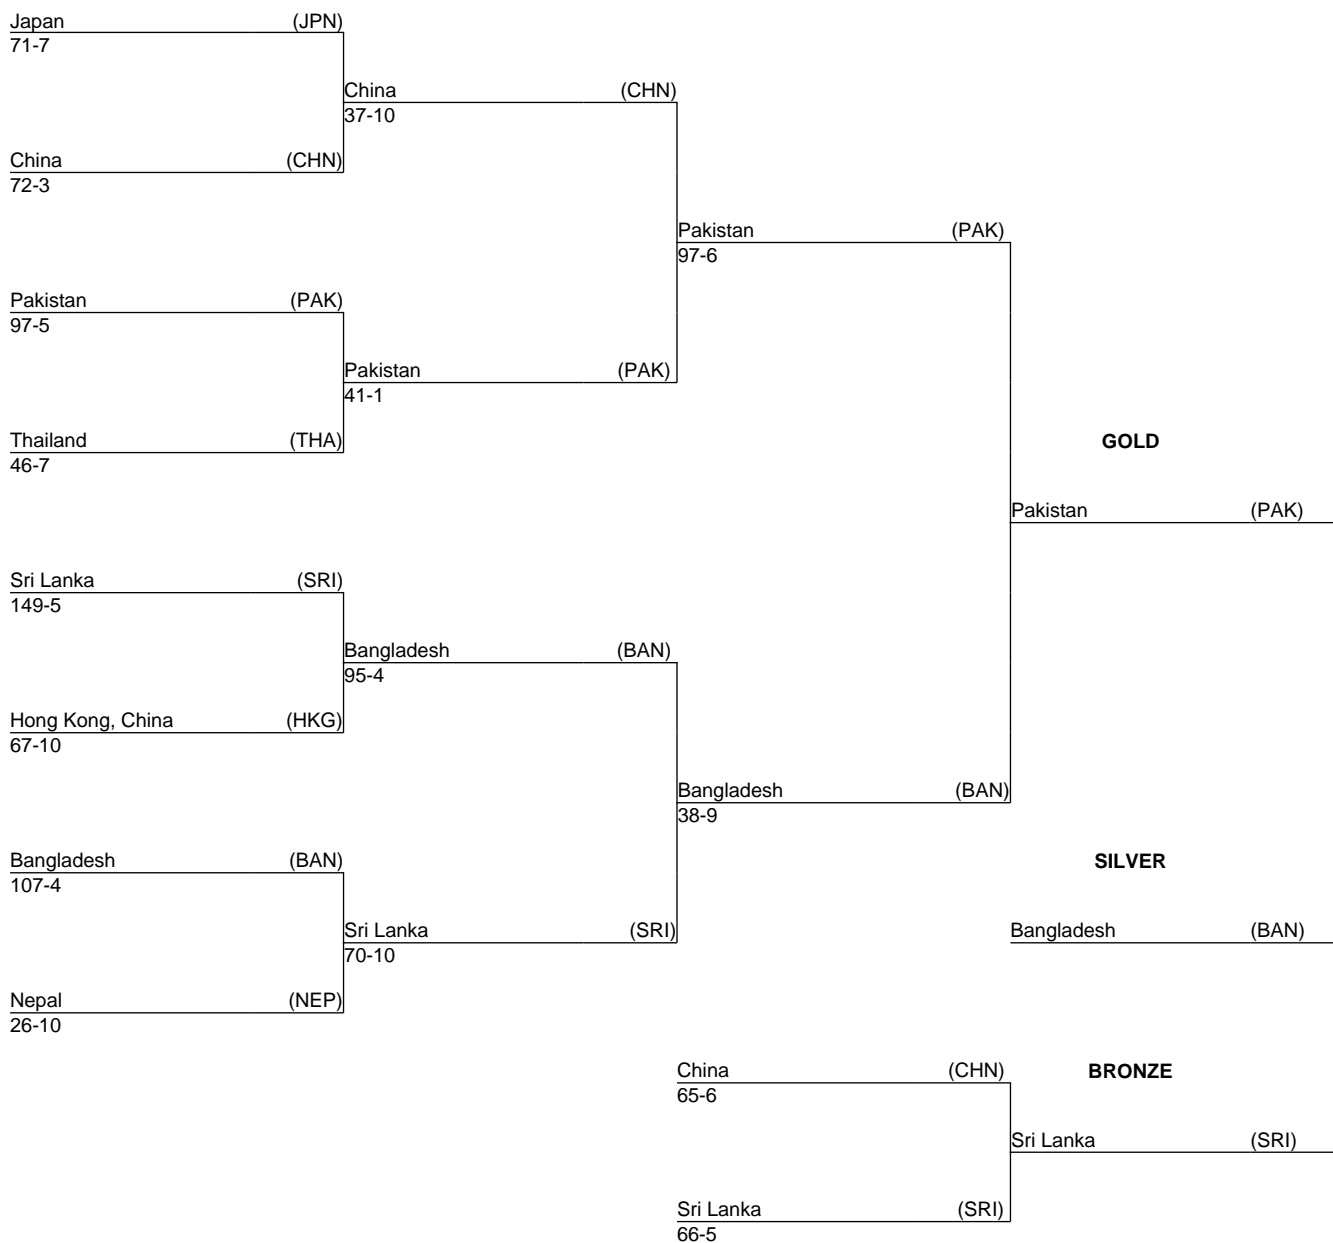 Japan (JPN)
71-7
China (CHN)
37-10
China (CHN)
72-3
Pakistan (PAK)
97-6
Pakistan (PAK)
97-5
Pakistan (PAK)
41-1
Thailand (THA)
46-7
GOLD
Pakistan (PAK)
Sri Lanka (SRI)
149-5
Bangladesh (BAN)
95-4
Hong Kong, China (HKG)
67-10
Bangladesh (BAN)
38-9
Bangladesh (BAN)
107-4
SILVER
Sri Lanka (SRI)
70-10
Bangladesh (BAN)
Nepal (NEP)
26-10
China (CHN)
65-6
BRONZE
Sri Lanka (SRI)
Sri Lanka (SRI)
66-5